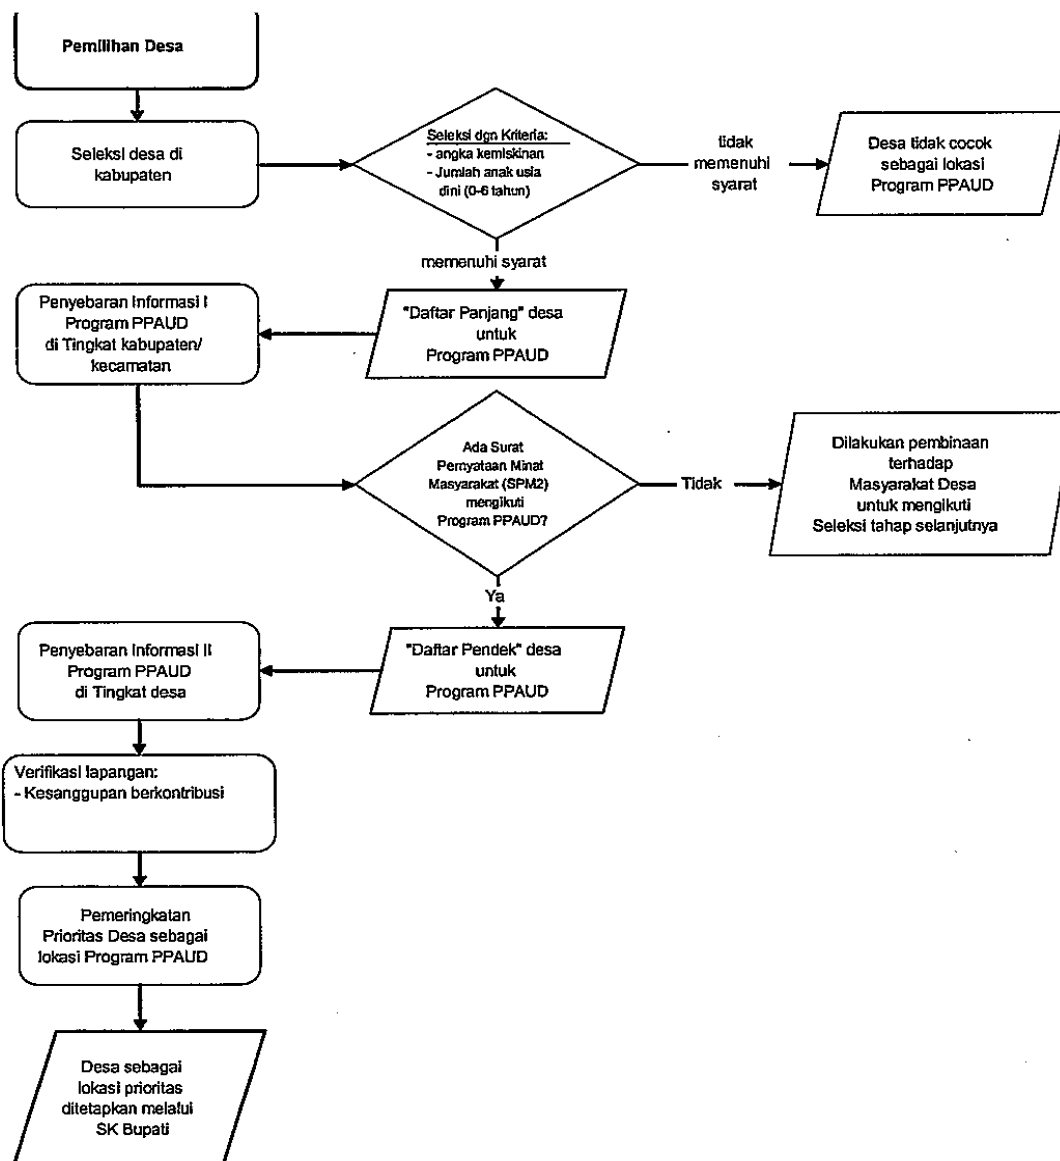 Pemilihan Desa
Seleksi desa di
kabupaten
Seleksi dgn Kriteria:
- angka kemiskinan
- Jumlah anak usia
dini (0-6 tahun)
tidak
memenuhi
syarat
Desa tidak cocok
sebagai lokasi
Program PPAUD
memenuhi syarat
"Daftar Panjang" desa
untuk
Program PPAUD
Penyebaran Informasi I
Program PPAUD
di Tingkat kabupaten/
kecamatan
Ada Surat
Pernyataan Minat
Masyarakat (SPM2)
mengikuti
Program PPAUD?
Tidak
Dilakukan pembinaan
terhadap
Masyarakat Desa
untuk mengikuti
Seleksi tahap selanjutnya
Ya
"Daftar Pendek" desa
untuk
Program PPAUD
Penyebaran Informasi II
Program PPAUD
di Tingkat desa
Verifikasi lapangan:
- Kesanggupan berkontribusi
Pemeringkatan
Prioritas Desa sebagai
lokasi Program PPAUD
Desa sebagai
lokasi prioritas
ditetapkan melalui
SK Bupati